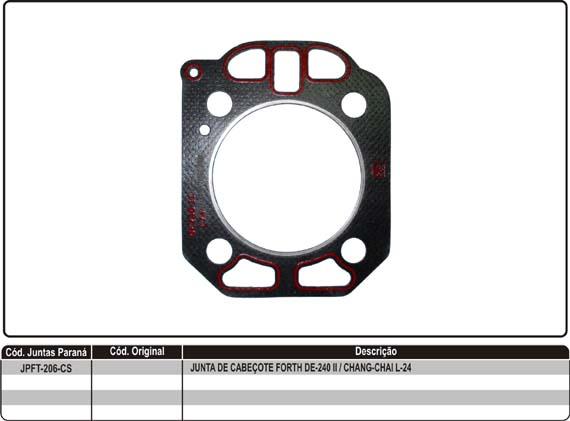 Cód. Juntas Paraná Cód. Original Descrição
JPFT-206-CS JUNTA DE CABEÇOTE FORTH DE-240 II / CHANG-CHAI L-24